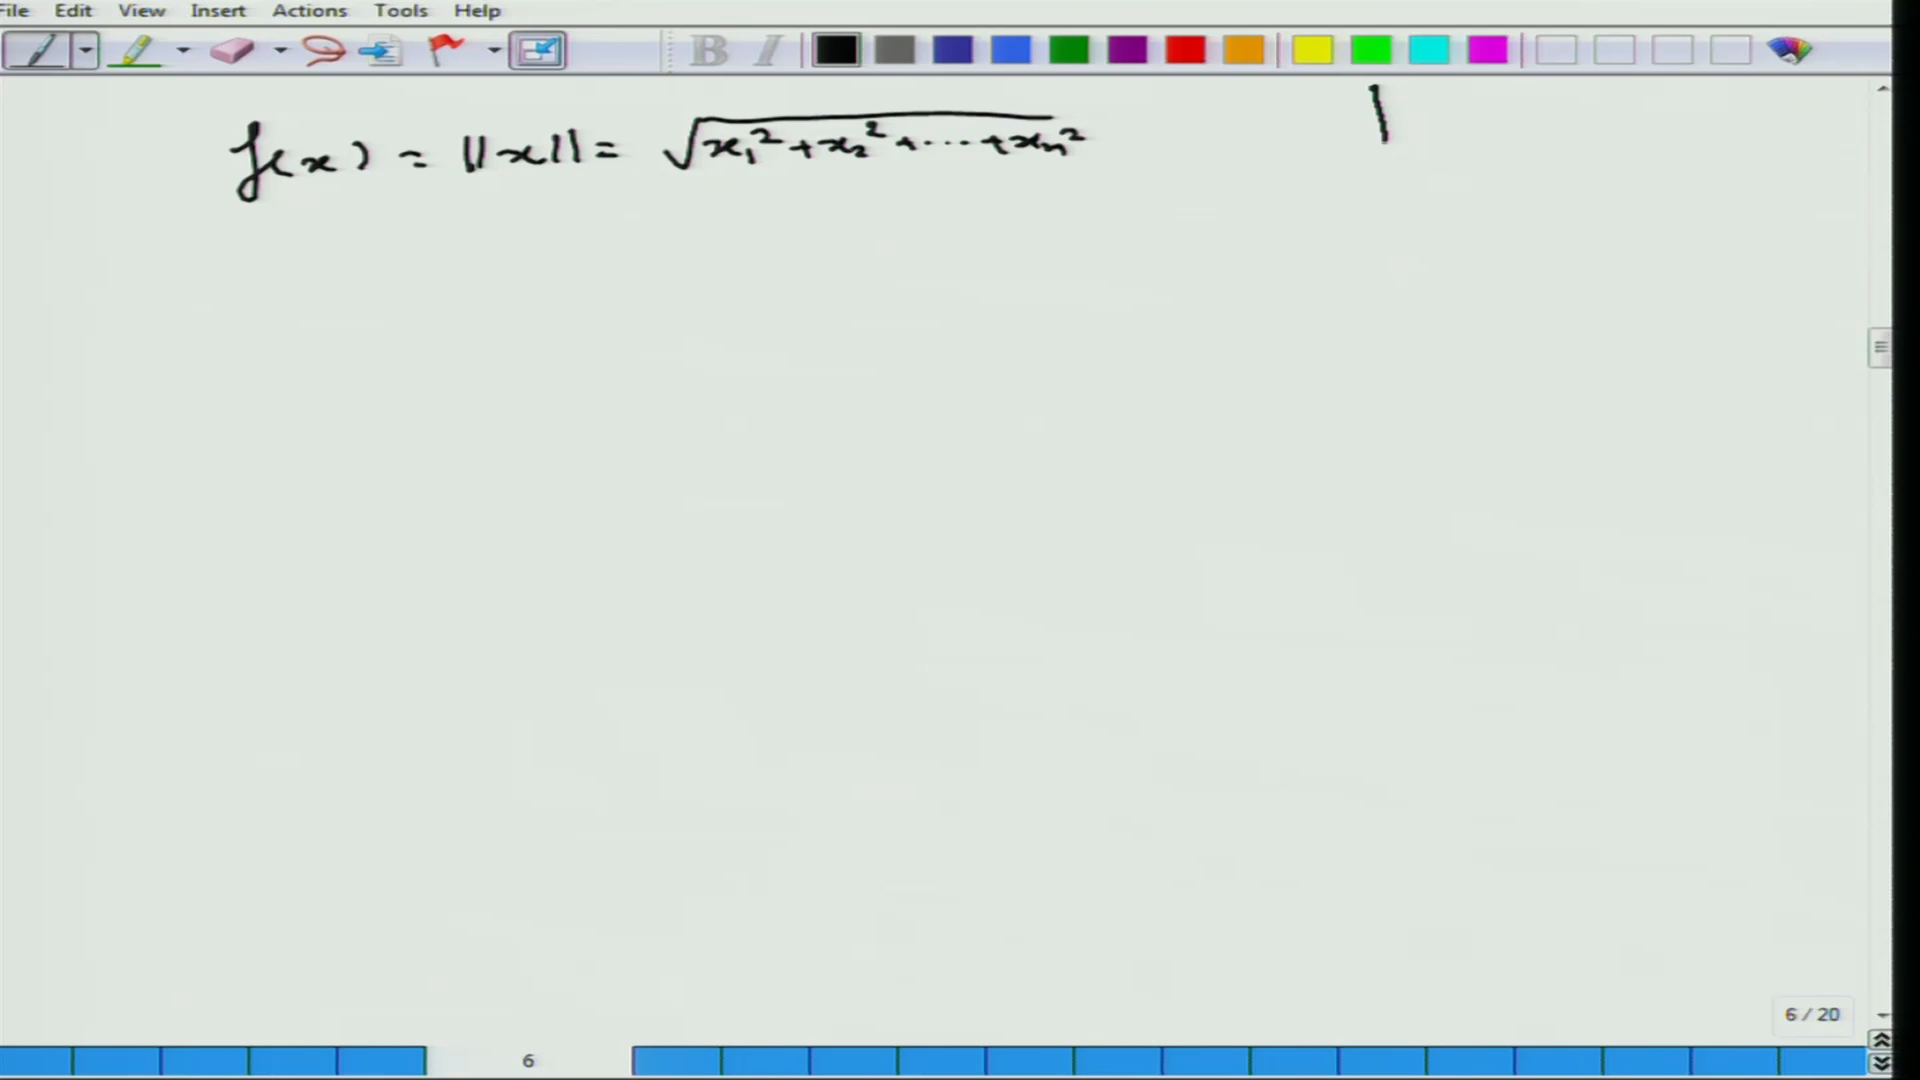 File Edit View Insert Actions Tools Help
B I
f(x) = ||x|| = √x₁² + x₂² + ⋯ + xₙ²
6 / 20
6